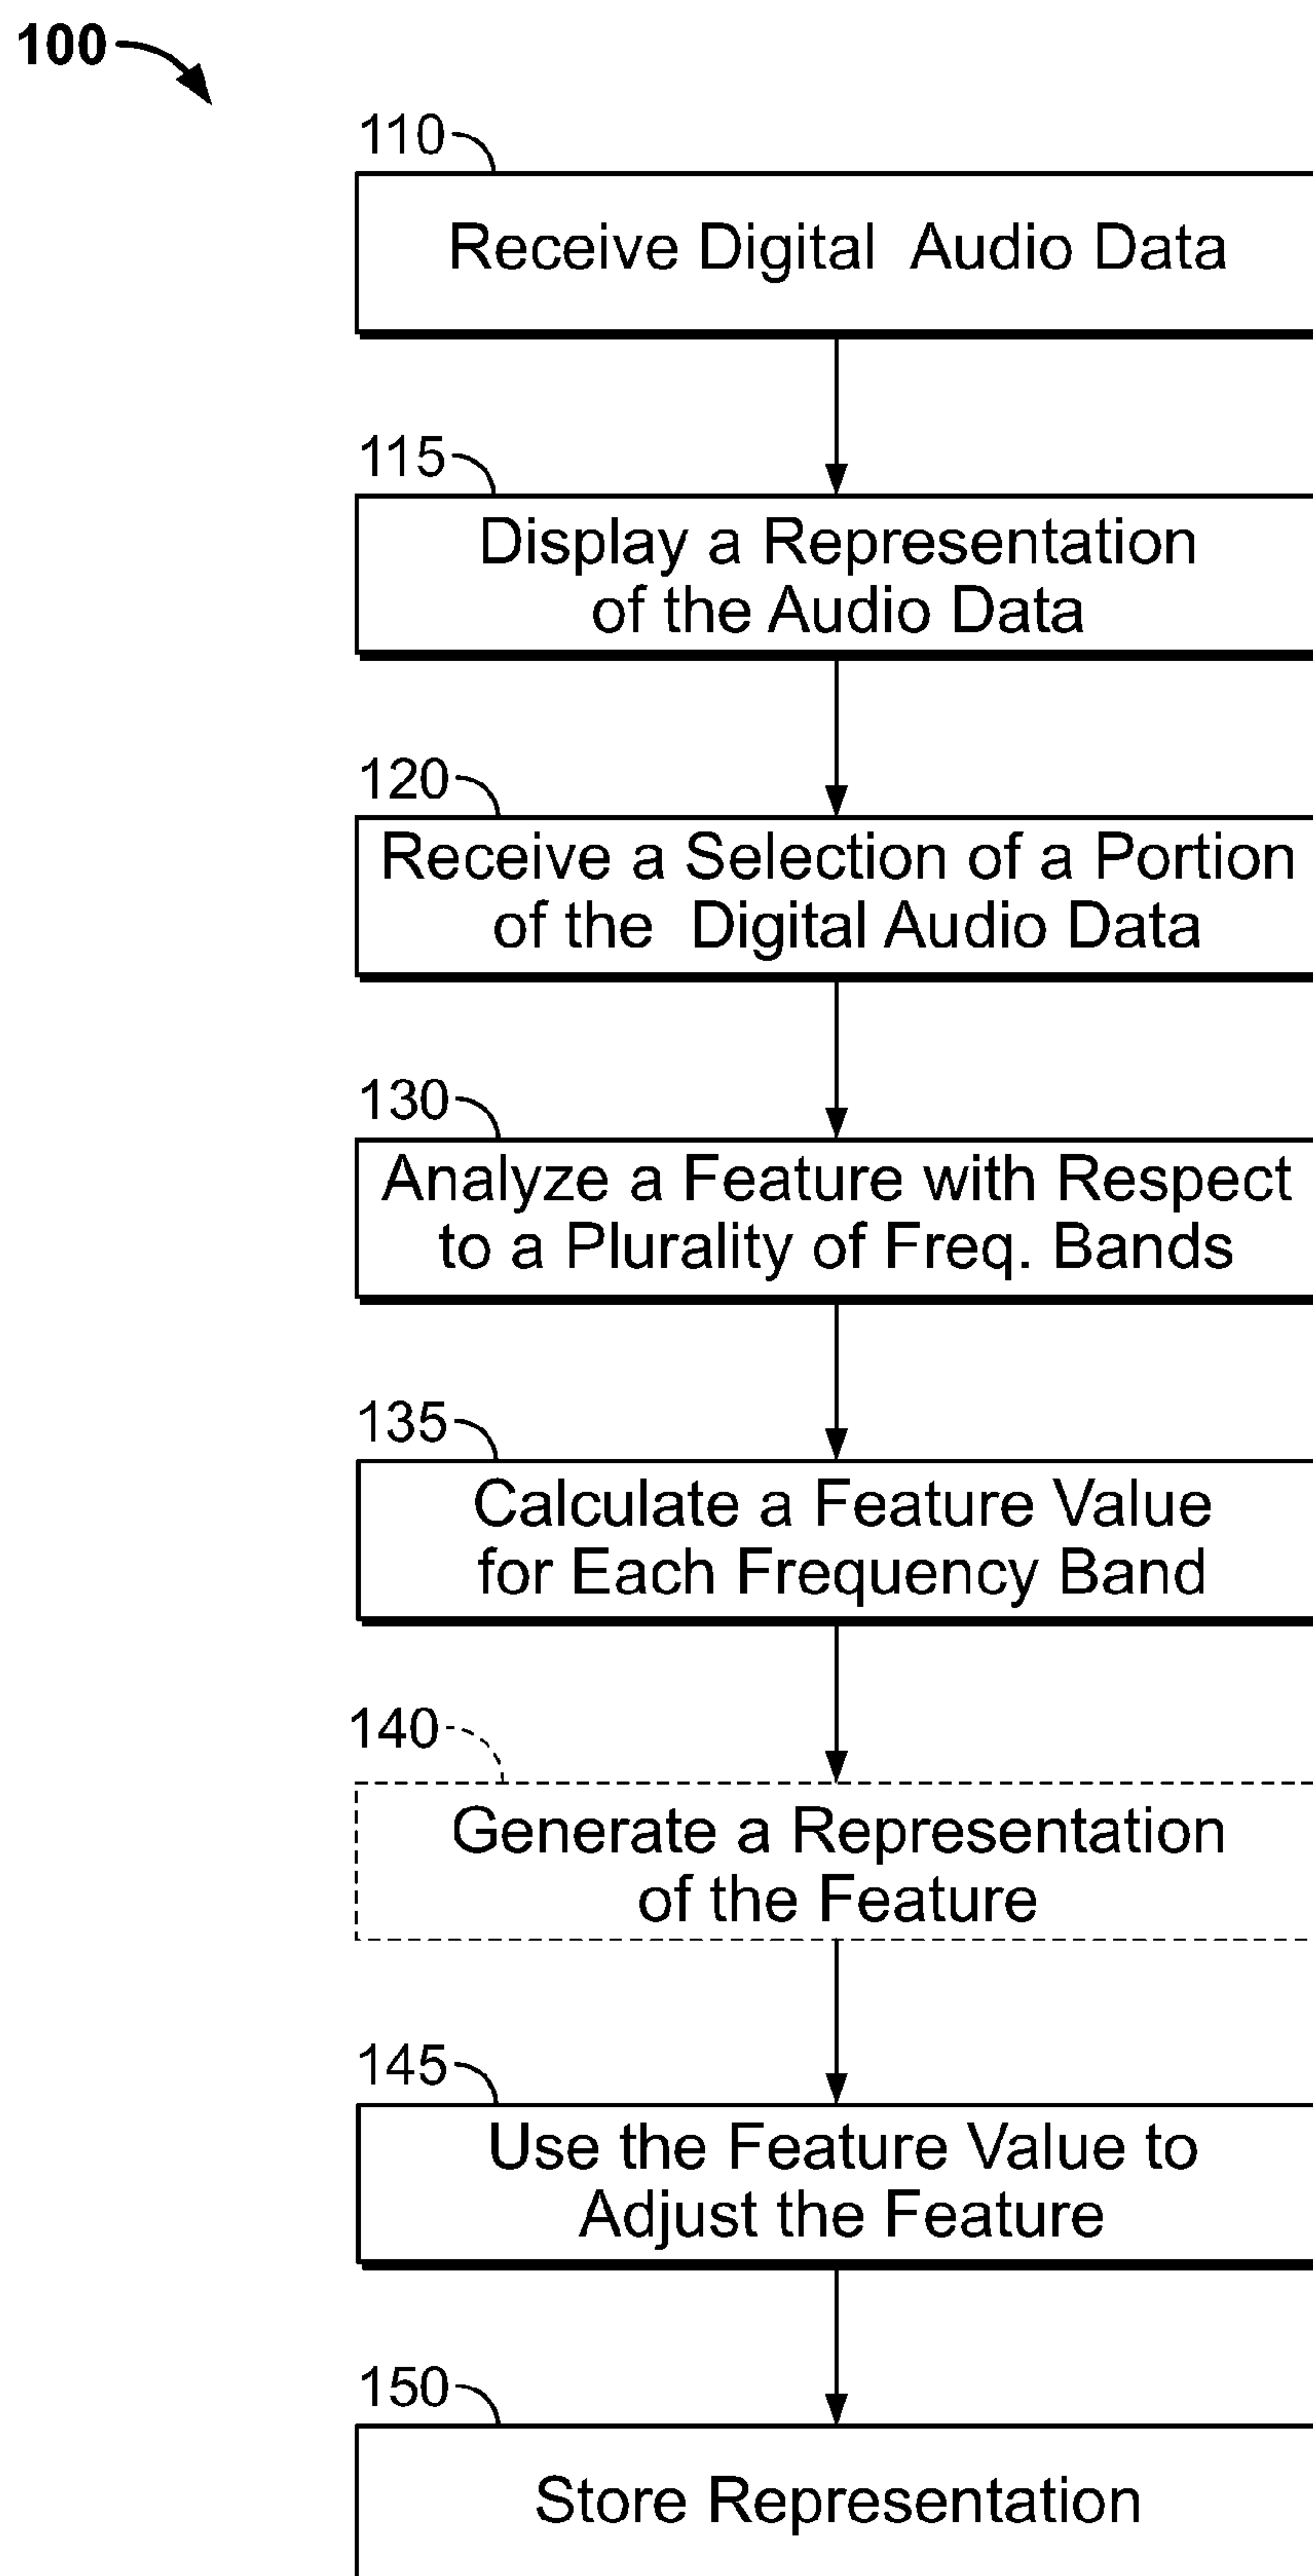 100
110
Receive Digital Audio Data
115
Display a Representation
of the Audio Data
120
Receive a Selection of a Portion
of the Digital Audio Data
130
Analyze a Feature with Respect
to a Plurality of Freq. Bands
135
Calculate a Feature Value
for Each Frequency Band
140
Generate a Representation
of the Feature
145
Use the Feature Value to
Adjust the Feature
150
Store Representation